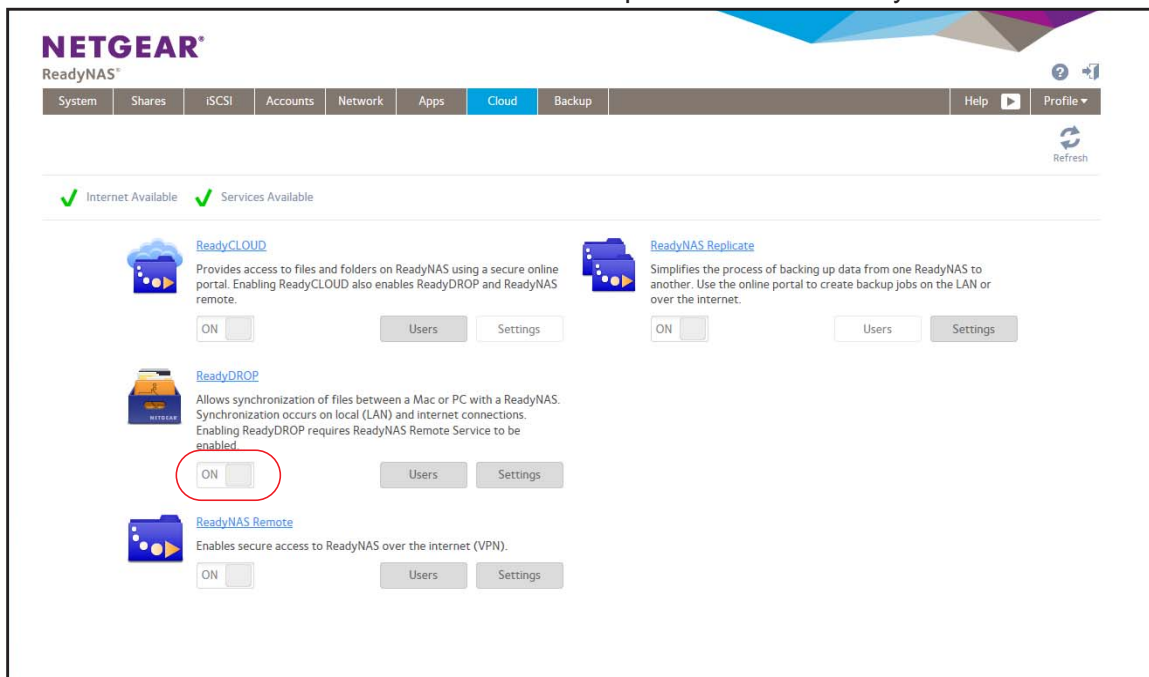 NETGEAR®
ReadyNAS®
System Shares iSCSI Accounts Network Apps Cloud Backup Help Profile
Refresh
Internet Available Services Available
ReadyCLOUD
Provides access to files and folders on ReadyNAS using a secure online
portal. Enabling ReadyCLOUD also enables ReadyDROP and ReadyNAS
remote.
ON Users Settings
ReadyNAS Replicate
Simplifies the process of backing up data from one ReadyNAS to
another. Use the online portal to create backup jobs on the LAN or
over the internet.
ON Users Settings
ReadyDROP
NETGEAR
Allows synchronization of files between a Mac or PC with a ReadyNAS.
Synchronization occurs on local (LAN) and internet connections.
Enabling ReadyDROP requires ReadyNAS Remote Service to be
enabled.
ON Users Settings
ReadyNAS Remote
Enables secure access to ReadyNAS over the internet (VPN).
ON Users Settings